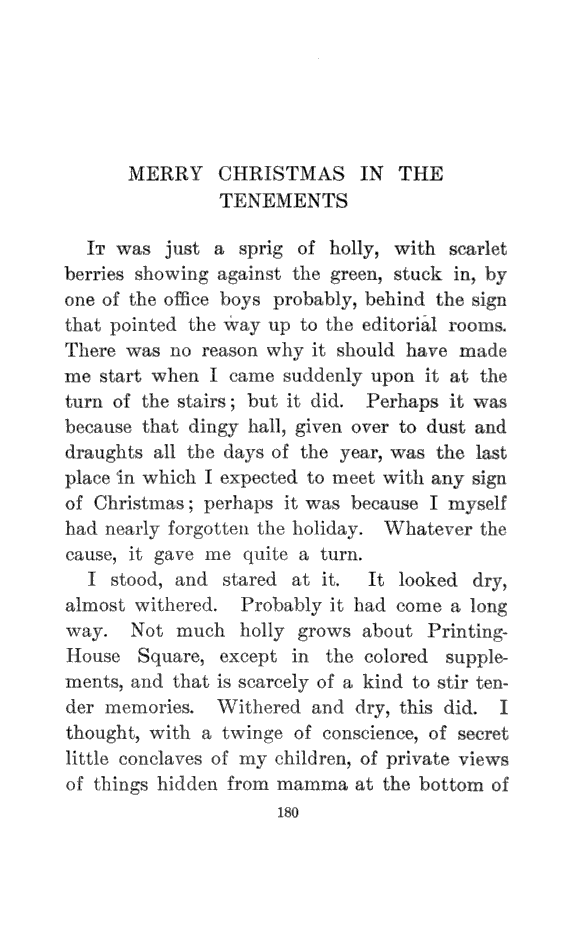 MERRY CHRISTMAS IN THE
TENEMENTS
It was just a sprig of holly, with scarlet
berries showing against the green, stuck in, by
one of the office boys probably, behind the sign
that pointed the way up to the editorial rooms.
There was no reason why it should have made
me start when I came suddenly upon it at the
turn of the stairs; but it did. Perhaps it was
because that dingy hall, given over to dust and
draughts all the days of the year, was the last
place in which I expected to meet with any sign
of Christmas; perhaps it was because I myself
had nearly forgotten the holiday. Whatever the
cause, it gave me quite a turn.
I stood, and stared at it. It looked dry,
almost withered. Probably it had come a long
way. Not much holly grows about Printing-
House Square, except in the colored supple-
ments, and that is scarcely of a kind to stir ten-
der memories. Withered and dry, this did. I
thought, with a twinge of conscience, of secret
little conclaves of my children, of private views
of things hidden from mamma at the bottom of
180